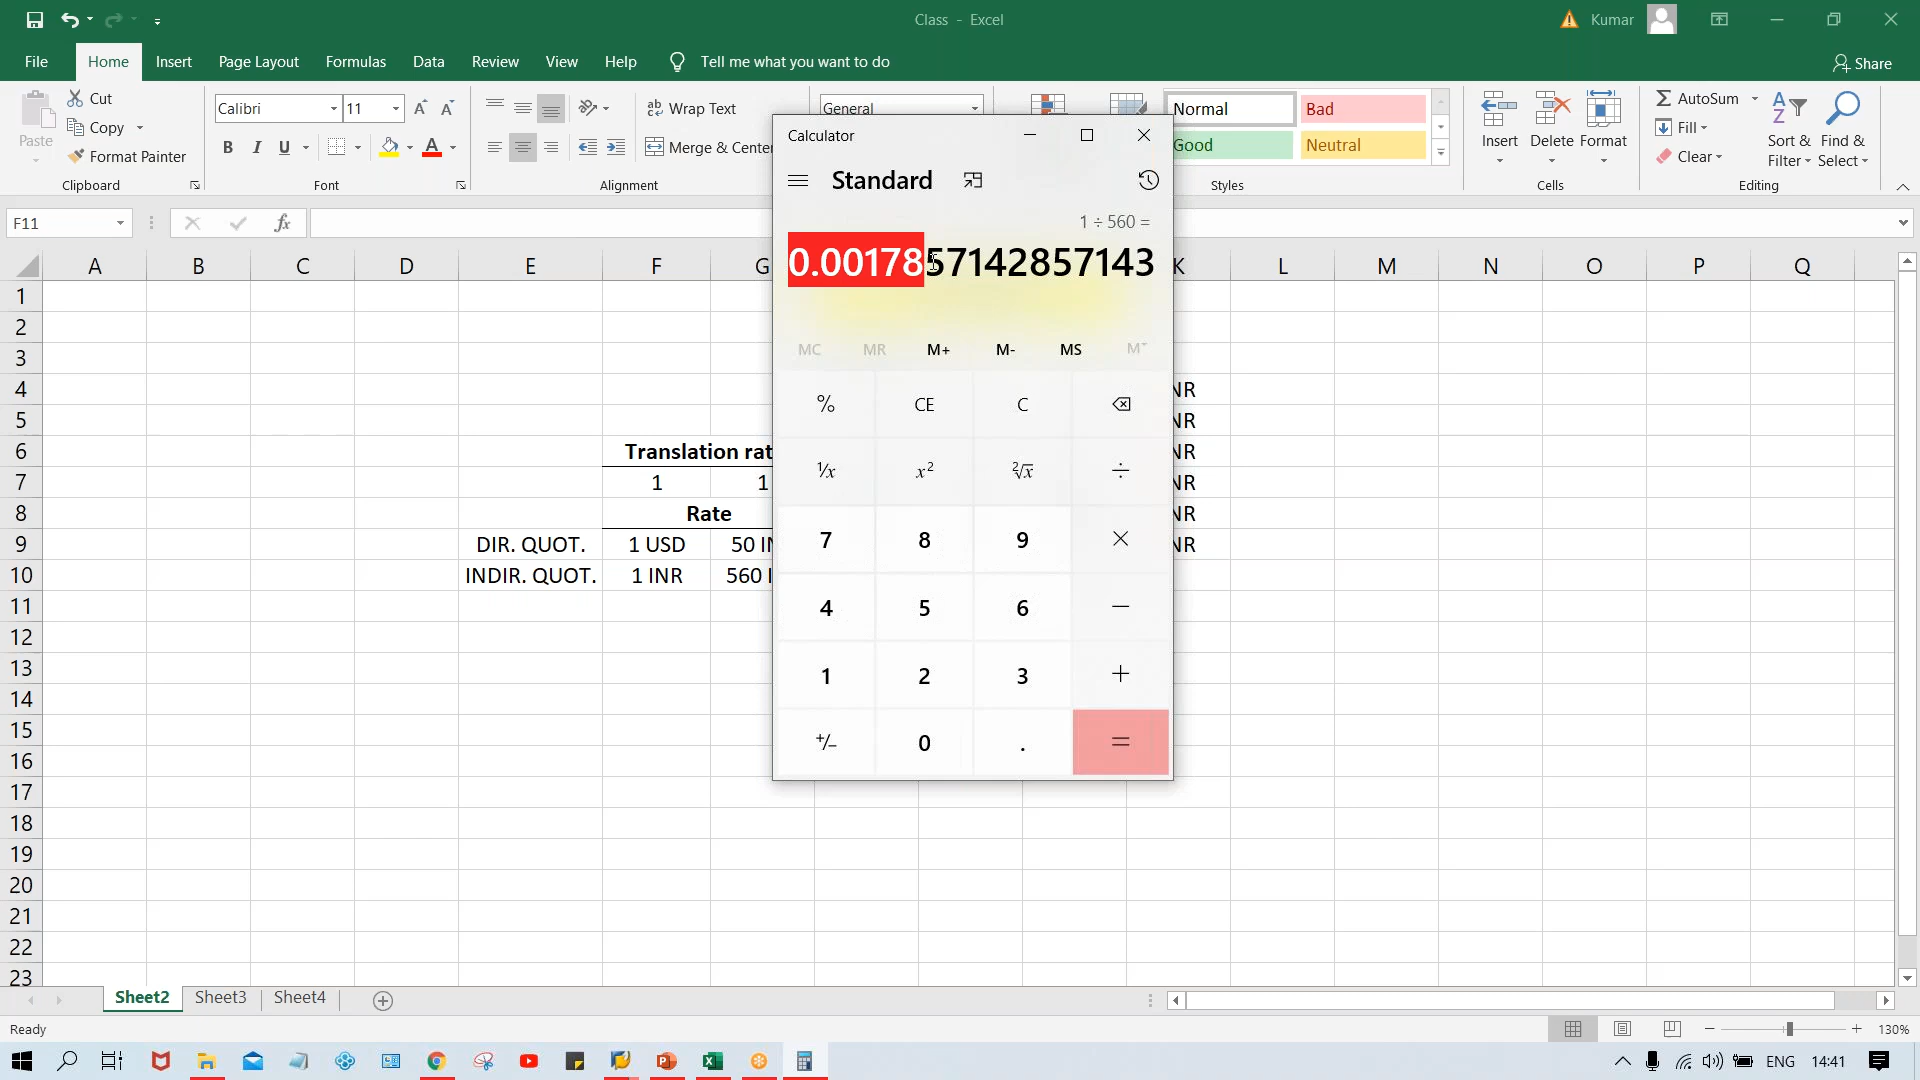 Class - Excel
Kumar
File
Home
Insert
Page Layout
Formulas
Data
Review
View
Help
Tell me what you want to do
Share
Paste
Cut
Copy
Format Painter
Clipboard
Calibri
11
B I U
Font
Wrap Text
Merge & Center
Alignment
General
Normal
Bad
Good
Neutral
Styles
Insert
Delete
Format
Cells
AutoSum
Fill
Clear
Sort & Filter
Find & Select
Editing
F11
fx
A B C D E F G K L M N O P Q
1
2
3
4
5
6 Translation rat
7 1 1
8 Rate
9 DIR. QUOT. 1 USD 50 IN
10 INDIR. QUOT. 1 INR 560 I
11
12
13
14
15
16
17
18
19
20
21
22
23
NR
NR
NR
NR
NR
NR
Calculator
Standard
1 ÷ 560 =
0.0017857142857143
MC MR M+ M- MS M˅
% CE C
¹/x x² ²√x ÷
7 8 9 ×
4 5 6 −
1 2 3 +
+/− 0 . =
Sheet2
Sheet3
Sheet4
Ready
130%
ENG
14:41